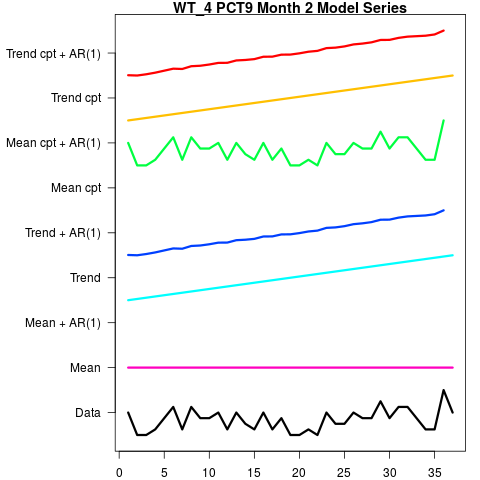 WT_4 PCT9 Month 2 Model Series
Trend cpt + AR(1)
Trend cpt
Mean cpt + AR(1)
Mean cpt
Trend + AR(1)
Trend
Mean + AR(1)
Mean
Data
0 5 10 15 20 25 30 35